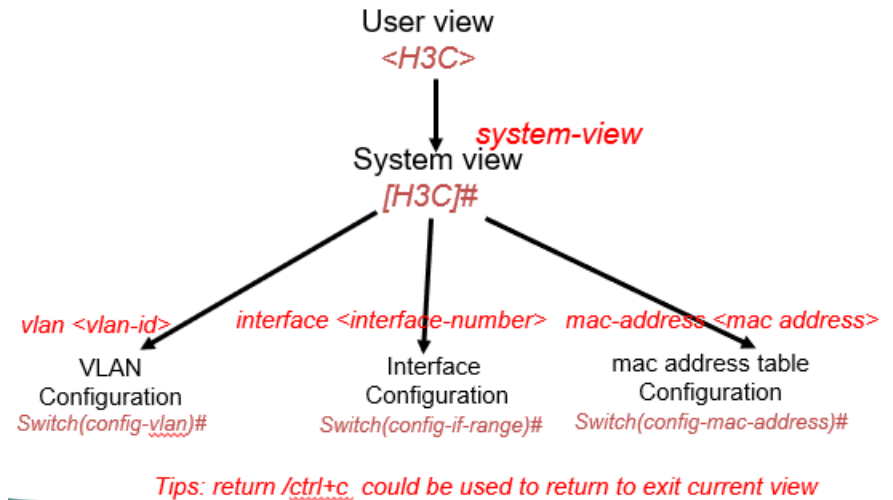 User view
<H3C>
system-view
System view
[H3C]#
vlan <vlan-id>
interface <interface-number>
mac-address <mac address>
VLAN
Configuration
Switch(config-vlan)#
Interface
Configuration
Switch(config-if-range)#
mac address table
Configuration
Switch(config-mac-address)#
Tips: return /ctrl+c could be used to return to exit current view